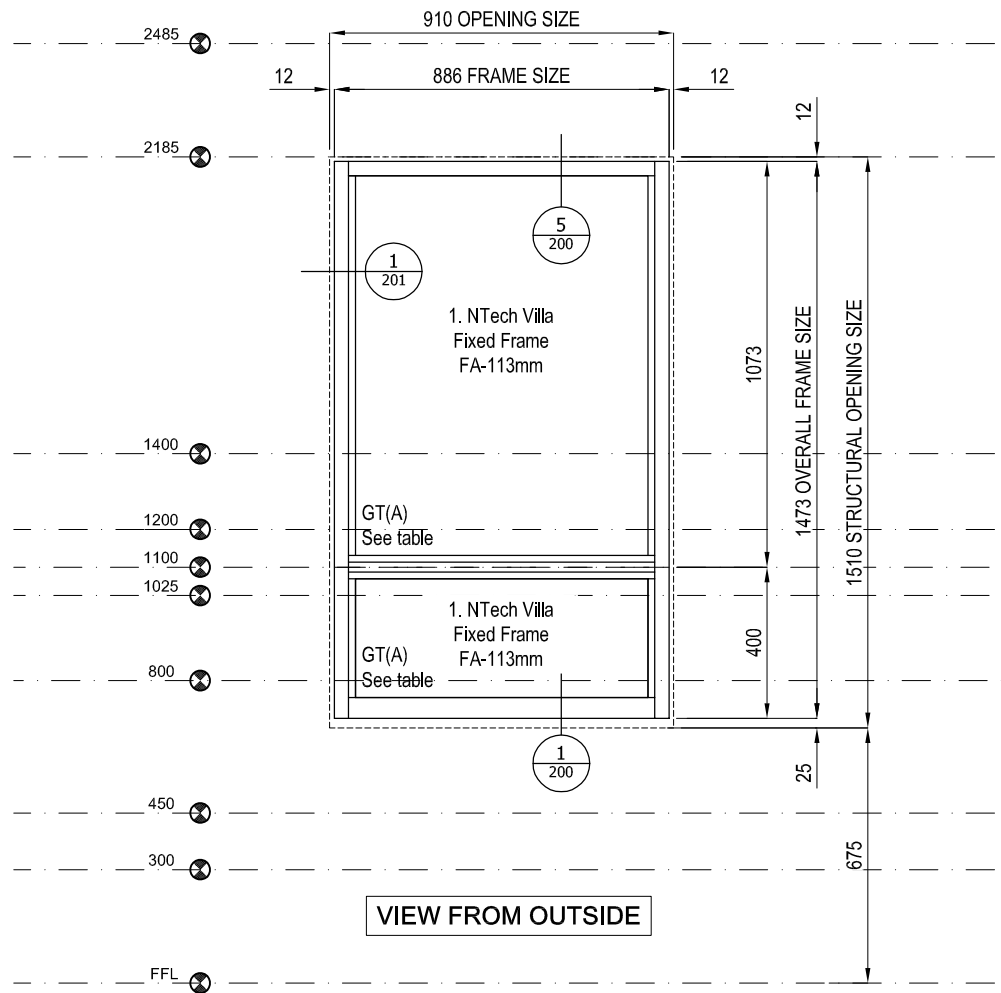 910 OPENING SIZE
2485
12
886 FRAME SIZE
12
12
2185
5
200
1
201
1. NTech Villa
Fixed Frame
FA-113mm
1073
1473 OVERALL FRAME SIZE
1510 STRUCTURAL OPENING SIZE
1400
GT(A)
See table
1200
1100
1025
1. NTech Villa
Fixed Frame
FA-113mm
GT(A)
See table
400
800
1
200
25
450
675
300
VIEW FROM OUTSIDE
FFL